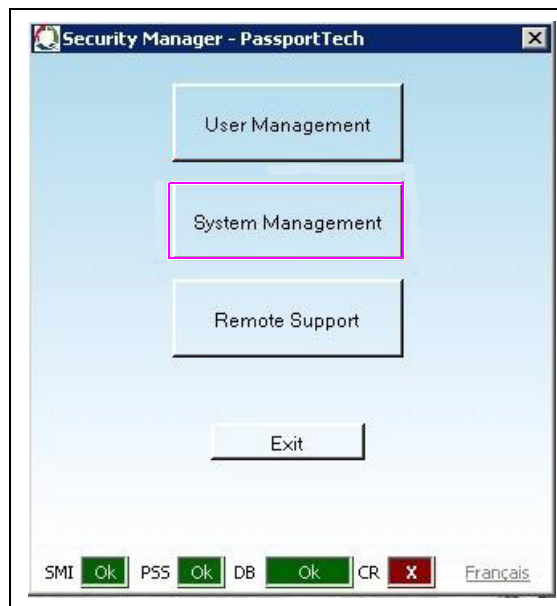 Security Manager - PassportTech
User Management
System Management
Remote Support
Exit
SMI Ok PSS Ok DB Ok CR X Français